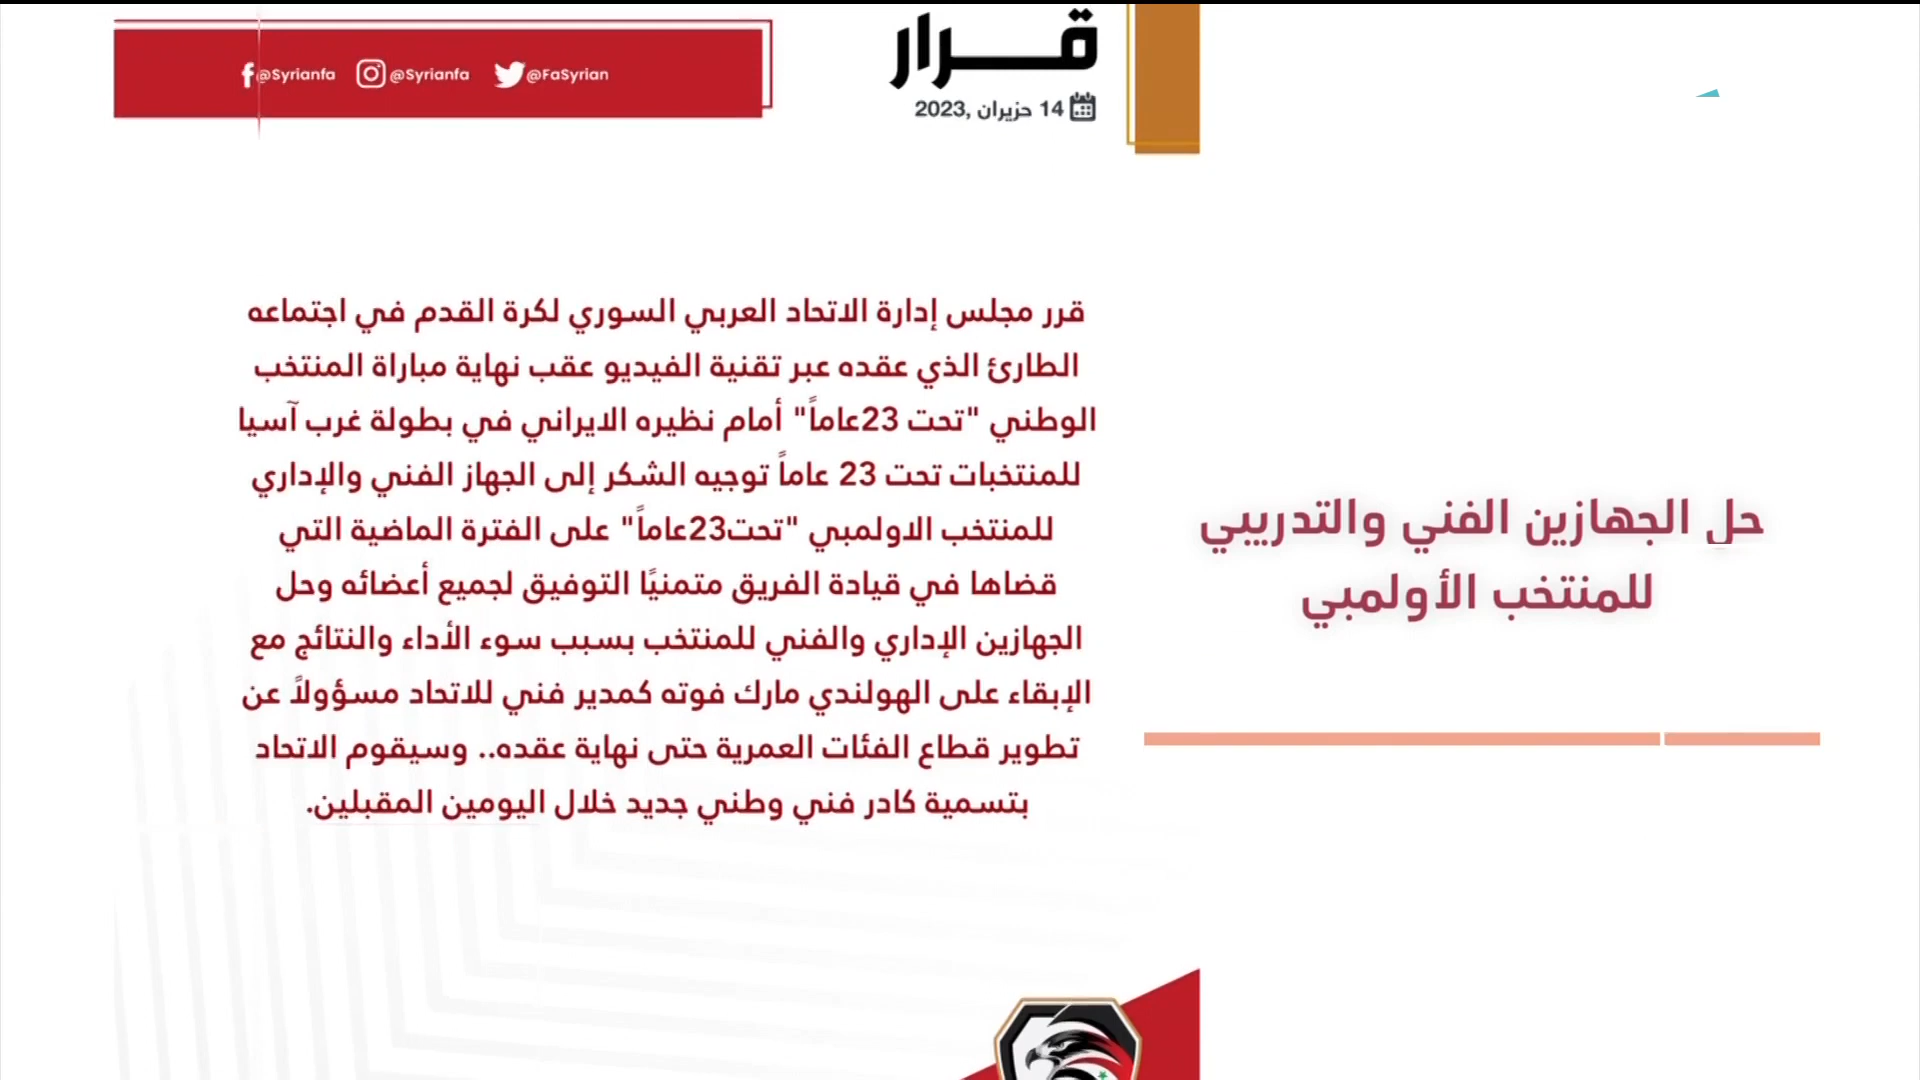 قرار
14 حزيران ,2023
@Syrianfa @Syrianfa @FaSyrian
قرر مجلس إدارة الاتحاد العربي السوري لكرة القدم في اجتماعه
الطارئ الذي عقده عبر تقنية الفيديو عقب نهاية مباراة المنتخب
الوطني "تحت 23عاماً" أمام نظيره الايراني في بطولة غرب آسيا
للمنتخبات تحت 23 عاماً توجيه الشكر إلى الجهاز الفني والإداري
للمنتخب الاولمبي "تحت23عاماً" على الفترة الماضية التي
قضاها في قيادة الفريق متمنيًا التوفيق لجميع أعضائه وحل
الجهازين الإداري والفني للمنتخب بسبب سوء الأداء والنتائج مع
الإبقاء على الهولندي مارك فوته كمدير فني للاتحاد مسؤولاً عن
تطوير قطاع الفئات العمرية حتى نهاية عقده.. وسيقوم الاتحاد
بتسمية كادر فني وطني جديد خلال اليومين المقبلين.
حل الجهازين الفني والتدريبي
للمنتخب الأولمبي